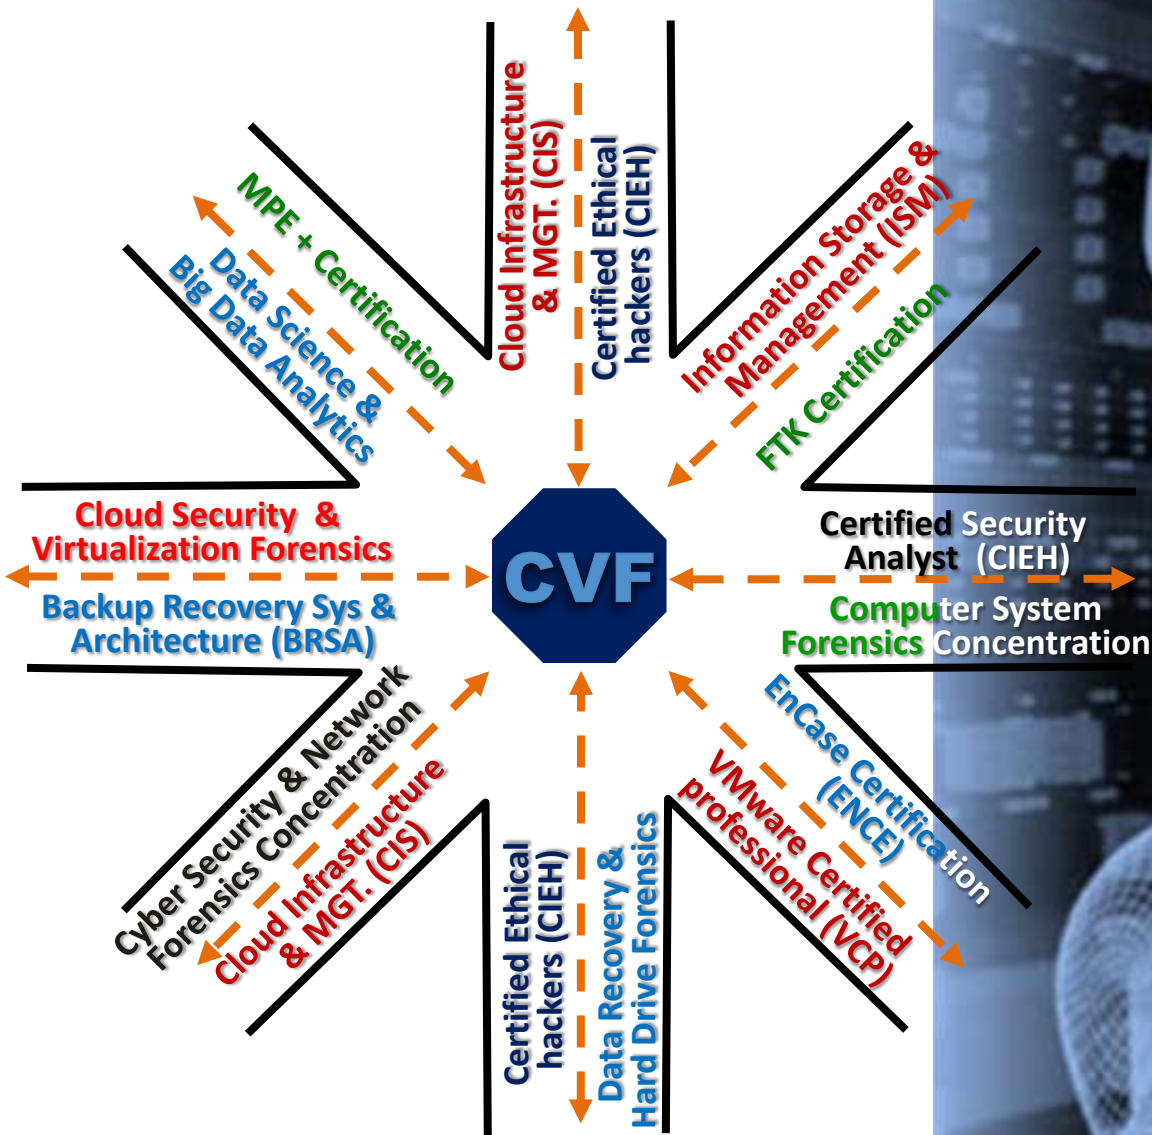 Cloud Infrastructure
& MGT. (CIS)
Certified Ethical
hackers (CIEH)
Information Storage &
Management (ISM)
FTK Certification
MPE + Certification
Data Science &
Big Data Analytics
Cloud Security &
Virtualization Forensics
Backup Recovery Sys &
Architecture (BRSA)
CVF
Certified Security
Analyst (CIEH)
Computer System
Forensics Concentration
EnCase Certification
(ENCE)
VMware Certified
professional (VCP)
Cyber Security & Network
Forensics Concentration
Cloud Infrastructure
& MGT. (CIS)
Certified Ethical
hackers (CIEH)
Data Recovery &
Hard Drive Forensics